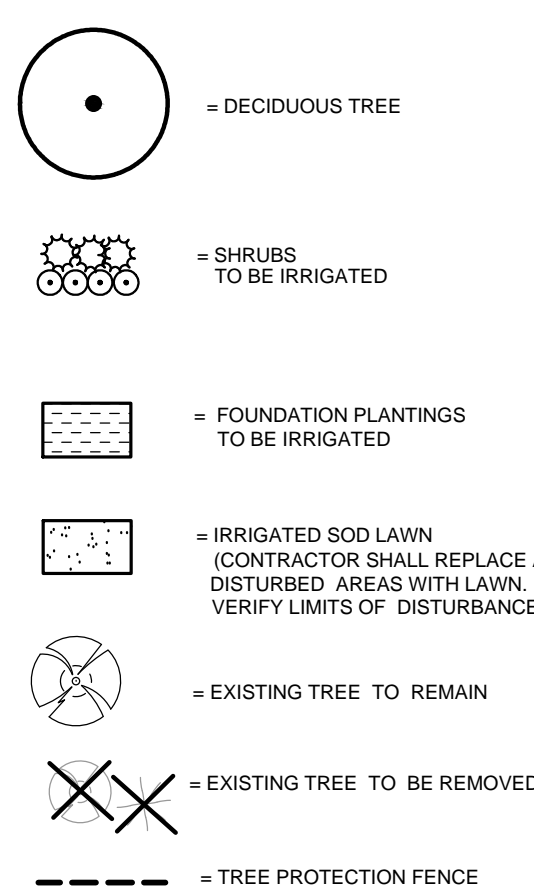 = DECIDUOUS TREE
= SHRUBS
TO BE IRRIGATED
= FOUNDATION PLANTINGS
TO BE IRRIGATED
= IRRIGATED SOD LAWN
(CONTRACTOR SHALL REPLACE
DISTURBED AREAS WITH LAWN.
VERIFY LIMITS OF DISTURBANCE
= EXISTING TREE TO REMAIN
= EXISTING TREE TO BE REMOVED
= TREE PROTECTION FENCE